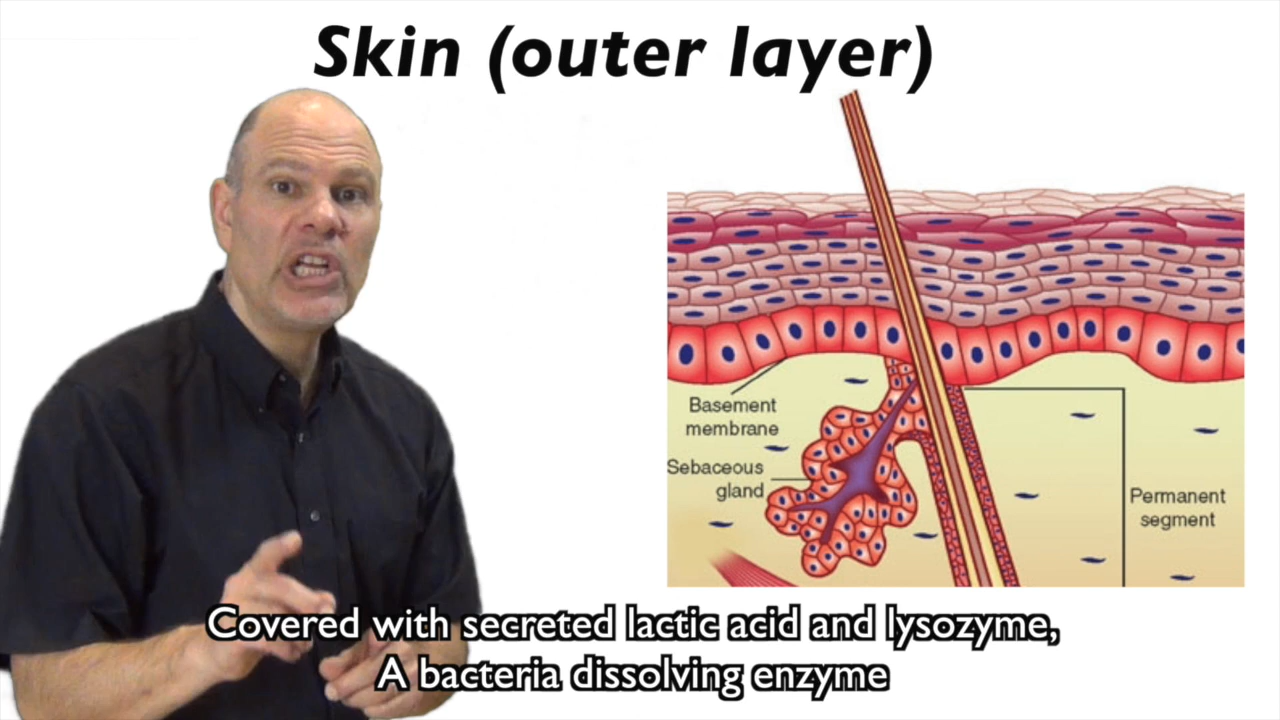 Skin (outer layer)
Basement
membrane
Sebaceous
gland
Permanent
segment
Covered with secreted lactic acid and lysozyme,
A bacteria dissolving enzyme